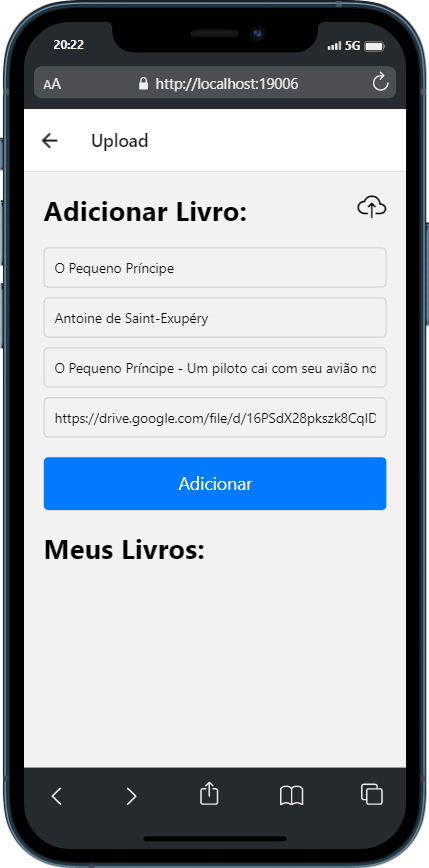 20:22
5G
AA
http://localhost:19006
Upload
Adicionar Livro:
O Pequeno Príncipe
Antoine de Saint-Exupéry
O Pequeno Príncipe - Um piloto cai com seu avião no
https://drive.google.com/file/d/16PSdX28pkszk8CqID
Adicionar
Meus Livros: